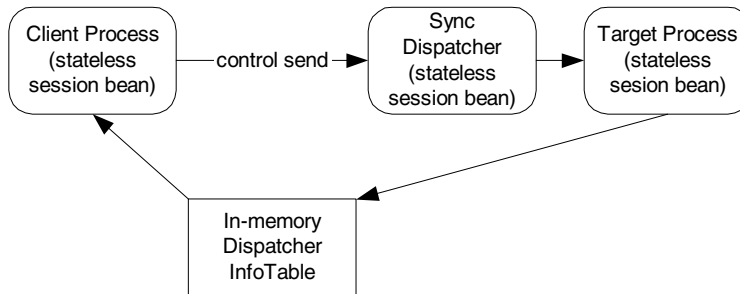 Client Process
(stateless
session bean)
control send
Sync
Dispatcher
(stateless
session bean)
Target Process
(stateless
sesion bean)
In-memory
Dispatcher
InfoTable